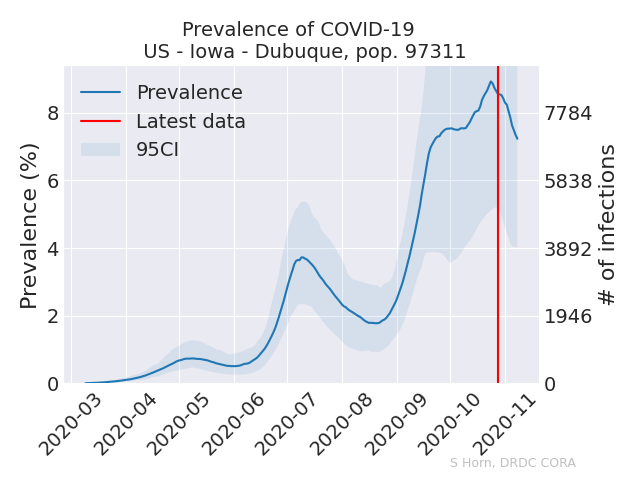 Prevalence of COVID-19
US - Iowa - Dubuque, pop. 97311
Prevalence
Latest data
95CI
Prevalence (%)
8
6
4
2
0
7784
5838
3892
1946
0
# of infections
2020-03
2020-04
2020-05
2020-06
2020-07
2020-08
2020-09
2020-10
2020-11
S Horn, DRDC CORA